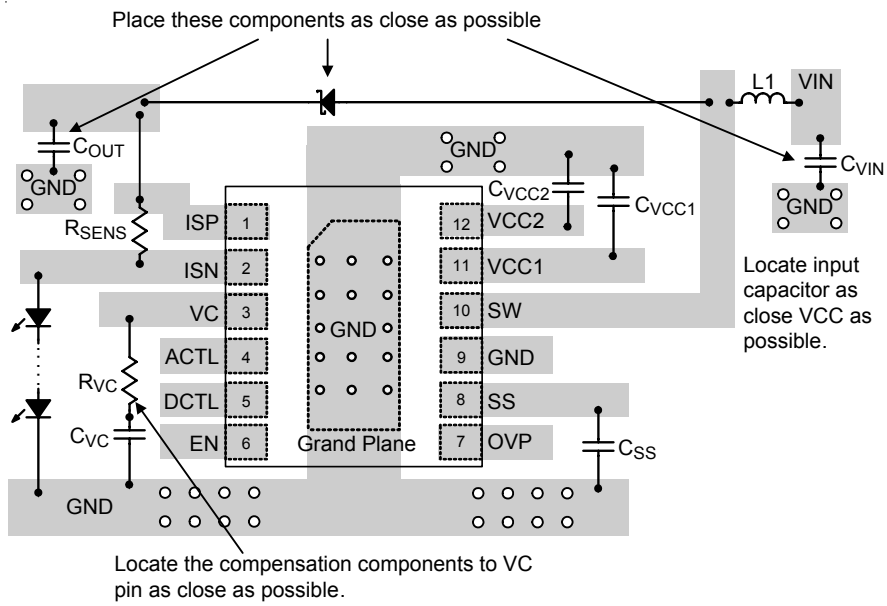 Place these components as close as possible
L1
VIN
COUT
GND
GND
CVCC2
CVCC1
CVIN
GND
RSENS
ISP 1
12 VCC2
ISN 2
11 VCC1
Locate input
capacitor as
close VCC as
possible.
VC 3
10 SW
GND
ACTL 4
9 GND
RVC
DCTL 5
8 SS
CVC
EN 6
Grand Plane
7 OVP
CSS
GND
Locate the compensation components to VC
pin as close as possible.